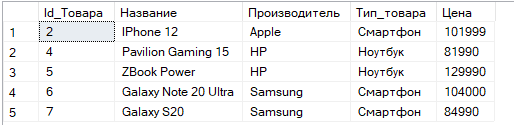 Id_Товара Название Производитель Тип_товара Цена
1 2 IPhone 12 Apple Смартфон 101999
2 4 Pavilion Gaming 15 HP Ноутбук 81990
3 5 ZBook Power HP Ноутбук 129990
4 6 Galaxy Note 20 Ultra Samsung Смартфон 104000
5 7 Galaxy S20 Samsung Смартфон 84990